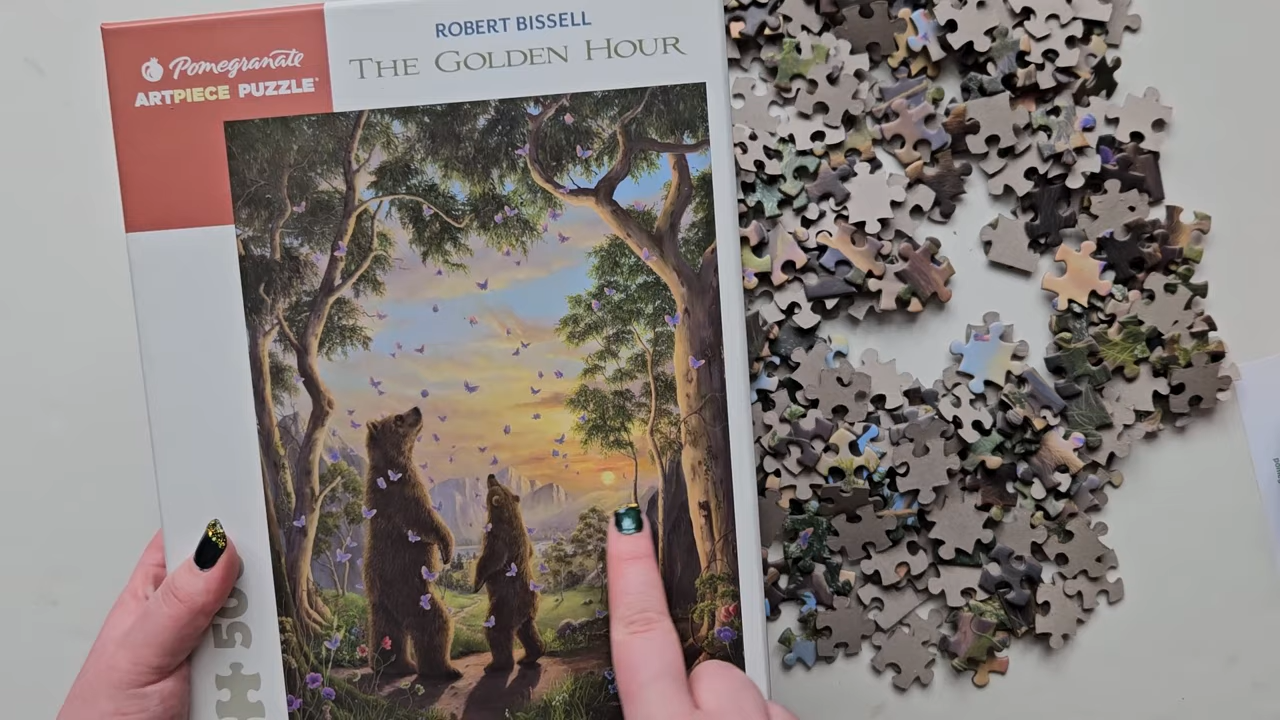 Pomegranate
ARTPIECE PUZZLE
ROBERT BISSELL
THE GOLDEN HOUR